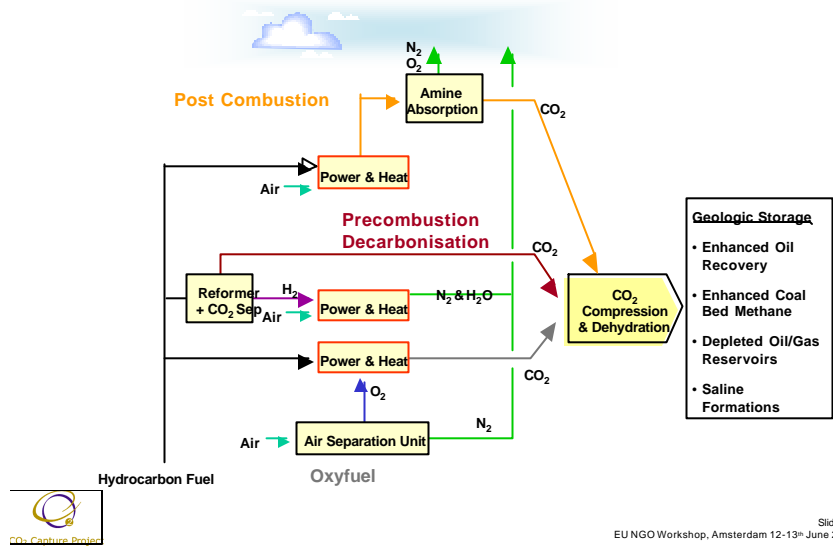 N₂
O₂
Post Combustion
Amine
Absorption
CO₂
Power & Heat
Air
Precombustion
Decarbonisation
CO₂
Reformer
+ CO₂ Sep
H₂
Air
Power & Heat
N₂ & H₂O
CO₂
Compression
& Dehydration
Geologic Storage
• Enhanced Oil
Recovery
• Enhanced Coal
Bed Methane
• Depleted Oil/Gas
Reservoirs
• Saline
Formations
Power & Heat
CO₂
O₂
Air
Air Separation Unit
N₂
Hydrocarbon Fuel
Oxyfuel
CO₂ Capture Project
Slid
EU NGO Workshop, Amsterdam 12-13th June